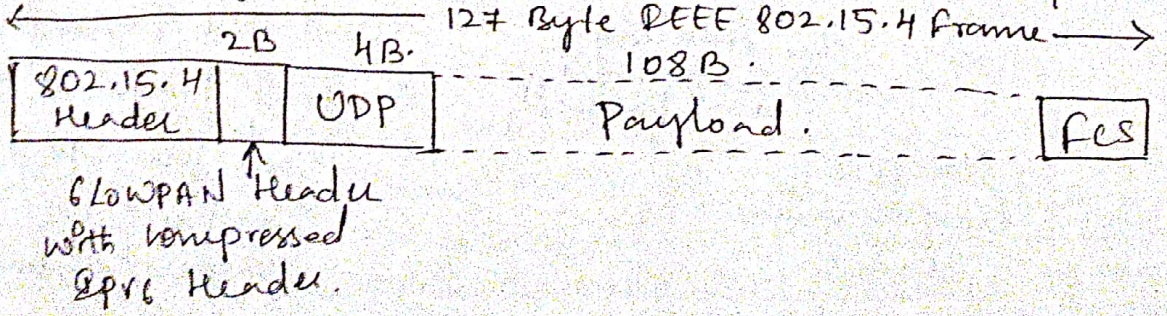 127 Byte IEEE 802.15.4 Frame
2B 4B. 108B.
802.15.4 UDP Payload. FCS
Header
6LOWPAN Header
with compressed
IPV6 Header.